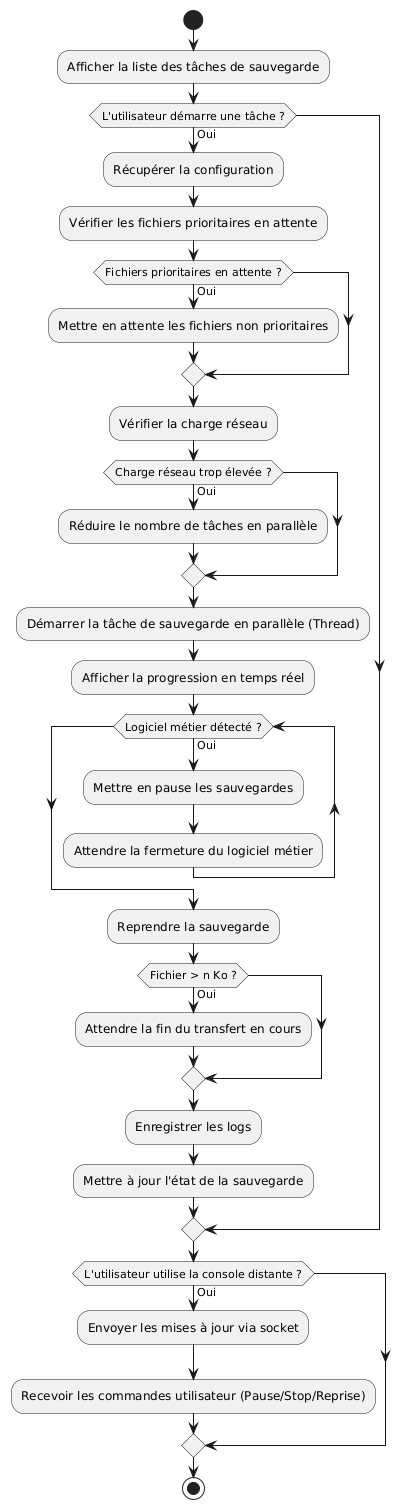 Afficher la liste des tâches de sauvegarde
L'utilisateur démarre une tâche ?
Oui
Récupérer la configuration
Vérifier les fichiers prioritaires en attente
Fichiers prioritaires en attente ?
Oui
Mettre en attente les fichiers non prioritaires
Vérifier la charge réseau
Charge réseau trop élevée ?
Oui
Réduire le nombre de tâches en parallèle
Démarrer la tâche de sauvegarde en parallèle (Thread)
Afficher la progression en temps réel
Logiciel métier détecté ?
Oui
Mettre en pause les sauvegardes
Attendre la fermeture du logiciel métier
Reprendre la sauvegarde
Fichier > n Ko ?
Oui
Attendre la fin du transfert en cours
Enregistrer les logs
Mettre à jour l'état de la sauvegarde
L'utilisateur utilise la console distante ?
Oui
Envoyer les mises à jour via socket
Recevoir les commandes utilisateur (Pause/Stop/Reprise)